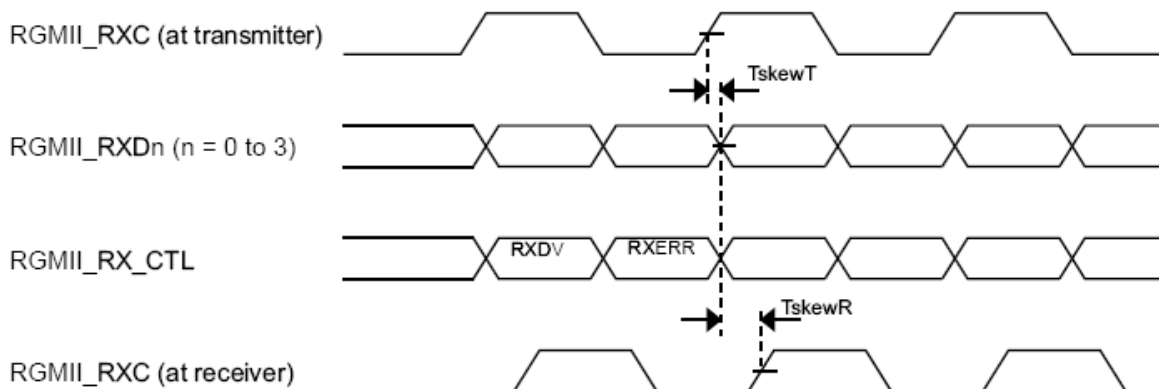 RGMII_RXC (at transmitter)
TskewT
RGMII_RXDn (n = 0 to 3)
RGMII_RX_CTL
RXDV
RXERR
TskewR
RGMII_RXC (at receiver)